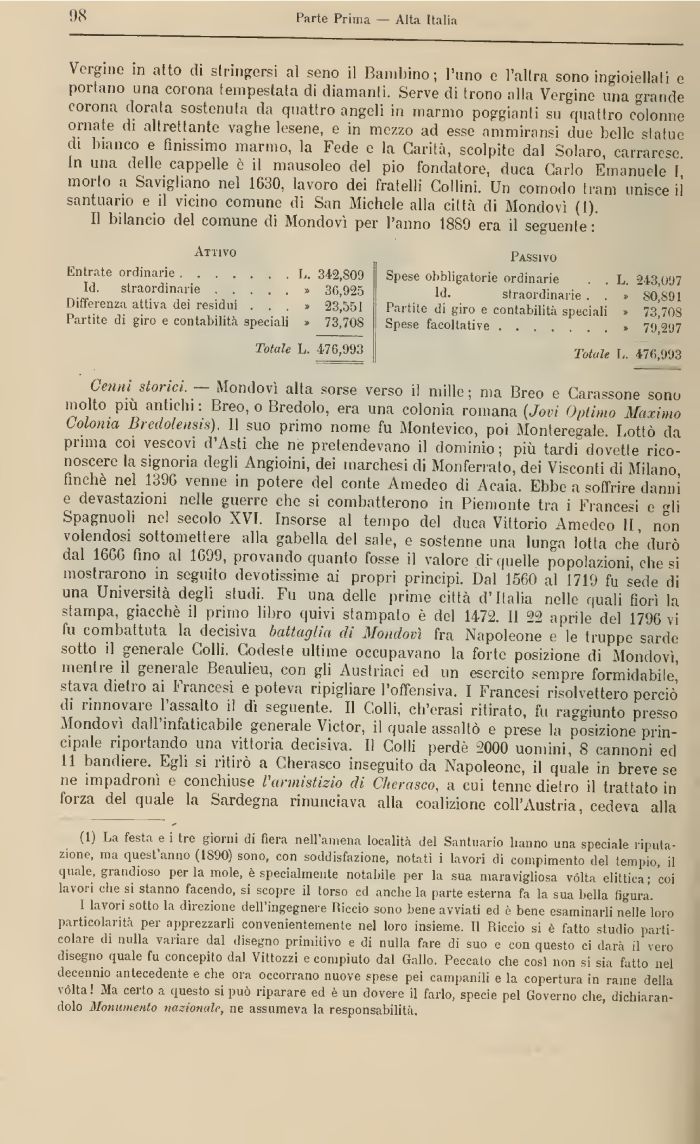 98
Parte Prima — Alta Italia
Vergine in atto di stringersi al seno il Bambino; l'uno e l'altra sono ingioiellati e
portano una corona tempestata di diamanti. Serve di trono alla Vergine una grande
corona dorata sostenuta da quattro angeli in marmo poggianti su quattro colonne
ornate di altrettante vaghe lesene, e in mezzo ad esse ammiransi due belle statue
di bianco e finissimo marmo, la Fede e la Carità, scolpite dal Solaro, carrarese.
In una delle cappelle è il mausoleo del pio fondatore, duca Carlo Emanuele I,
morto a Savigliano nel 1630, lavoro dei fratelli Collini. Un comodo tram unisce il
santuario e il vicino comune di San Michele alla città di Mondovì (1).
Il bilancio del comune di Mondovì per l'anno 1889 era il seguente:
Attivo
Entrate ordinarie . . . . . . . L. 342,809
Id. straordinarie . . . . . » 36,925
Differenza attiva dei residui . . . » 23,551
Partite di giro e contabilità speciali » 73,708
Totale L. 476,993
Passivo
Spese obbligatorie ordinarie . . L. 243,097
Id. straordinarie . . » 80,891
Partite di giro e contabilità speciali » 73,708
Spese facoltative . . . . . . . » 79,297
Totale L. 476,993
Cenni storici. — Mondovì alta sorse verso il mille; ma Breo e Carassone sono
molto più antichi: Breo, o Bredolo, era una colonia romana (Jovi Optimo Maximo
Colonia Bredolensis). Il suo primo nome fu Montevico, poi Monteregale. Lottò da
prima coi vescovi d'Asti che ne pretendevano il dominio; più tardi dovette rico-
noscere la signoria degli Angioini, dei marchesi di Monferrato, dei Visconti di Milano,
finchè nel 1396 venne in potere del conte Amedeo di Acaia. Ebbe a soffrire danni
e devastazioni nelle guerre che si combatterono in Piemonte tra i Francesi e gli
Spagnuoli nel secolo XVI. Insorse al tempo del duca Vittorio Amedeo II, non
volendosi sottomettere alla gabella del sale, e sostenne una lunga lotta che durò
dal 1666 fino al 1699, provando quanto fosse il valore di quelle popolazioni, che si
mostrarono in seguito devotissime ai propri principi. Dal 1560 al 1719 fu sede di
una Università degli studi. Fu una delle prime città d'Italia nelle quali fiorì la
stampa, giacchè il primo libro quivi stampato è del 1472. Il 22 aprile del 1796 vi
fu combattuta la decisiva battaglia di Mondovì fra Napoleone e le truppe sarde
sotto il generale Colli. Codeste ultime occupavano la forte posizione di Mondovì,
mentre il generale Beaulieu, con gli Austriaci ed un esercito sempre formidabile,
stava dietro ai Francesi e poteva ripigliare l'offensiva. I Francesi risolvettero perciò
di rinnovare l'assalto il dì seguente. Il Colli, ch'erasi ritirato, fu raggiunto presso
Mondovì dall'infaticabile generale Victor, il quale assaltò e prese la posizione prin-
cipale riportando una vittoria decisiva. Il Colli perdè 2000 uomini, 8 cannoni ed
11 bandiere. Egli si ritirò a Cherasco inseguito da Napoleone, il quale in breve se
ne impadronì e conchiuse l'armistizio di Cherasco, a cui tenne dietro il trattato in
forza del quale la Sardegna rinunciava alla coalizione coll'Austria, cedeva alla
(1) La festa e i tre giorni di fiera nell'amena località del Santuario hanno una speciale riputa-
zione, ma quest'anno (1890) sono, con soddisfazione, notati i lavori di compimento del tempio, il
quale, grandioso per la mole, è specialmente notabile per la sua maravigliosa vôlta elittica; coi
lavori che si stanno facendo, si scopre il torso ed anche la parte esterna fa la sua bella figura.
I lavori sotto la direzione dell'ingegnere Riccio sono bene avviati ed è bene esaminarli nelle loro
particolarità per apprezzarli convenientemente nel loro insieme. Il Riccio si è fatto studio parti-
colare di nulla variare dal disegno primitivo e di nulla fare di suo e con questo ci darà il vero
disegno quale fu concepito dal Vittozzi e compiuto dal Gallo. Peccato che così non si sia fatto nel
decennio antecedente e che ora occorrano nuove spese pei campanili e la copertura in rame della
vôlta! Ma certo a questo si può riparare ed è un dovere il farlo, specie pel Governo che, dichiaran-
dolo Monumento nazionale, ne assumeva la responsabilità.